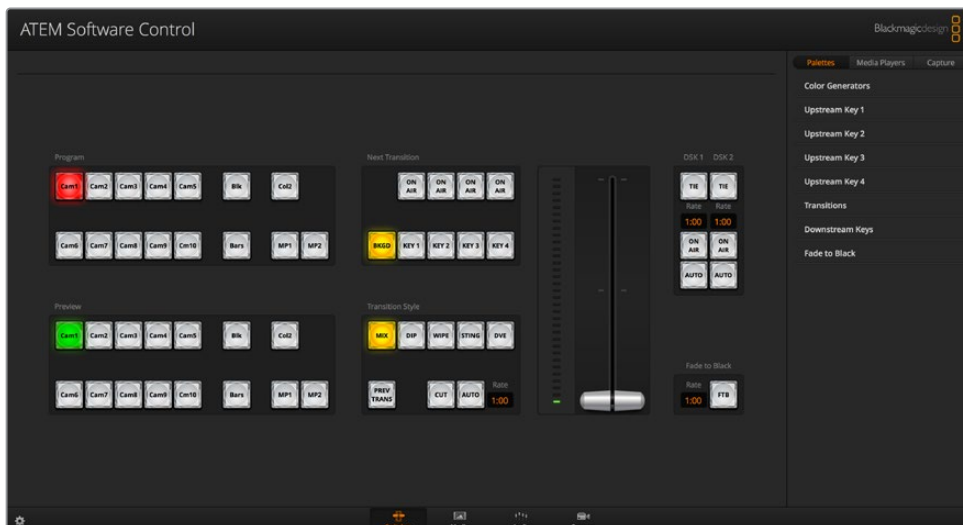 ATEM Software Control
Blackmagicdesign
Palettes Media Players Capture
Color Generators
Upstream Key 1
Upstream Key 2
Upstream Key 3
Upstream Key 4
Transitions
Downstream Keys
Fade to Black
Program
Cam1 Cam2 Cam3 Cam4 Cam5 Blk Col2
Cam6 Cam7 Cam8 Cam9 Cm10 Bars MP1 MP2
Next Transition
ON AIR ON AIR ON AIR ON AIR
BKGD KEY 1 KEY 2 KEY 3 KEY 4
DSK 1 DSK 2
TIE TIE
Rate Rate
1:00 1:00
ON AIR ON AIR
AUTO AUTO
Preview
Cam1 Cam2 Cam3 Cam4 Cam5 Blk Col2
Cam6 Cam7 Cam8 Cam9 Cm10 Bars MP1 MP2
Transition Style
MIX DIP WIPE STING DVE
Rate
PREV TRANS CUT AUTO 1:00
Fade to Black
Rate
1:00 FTB